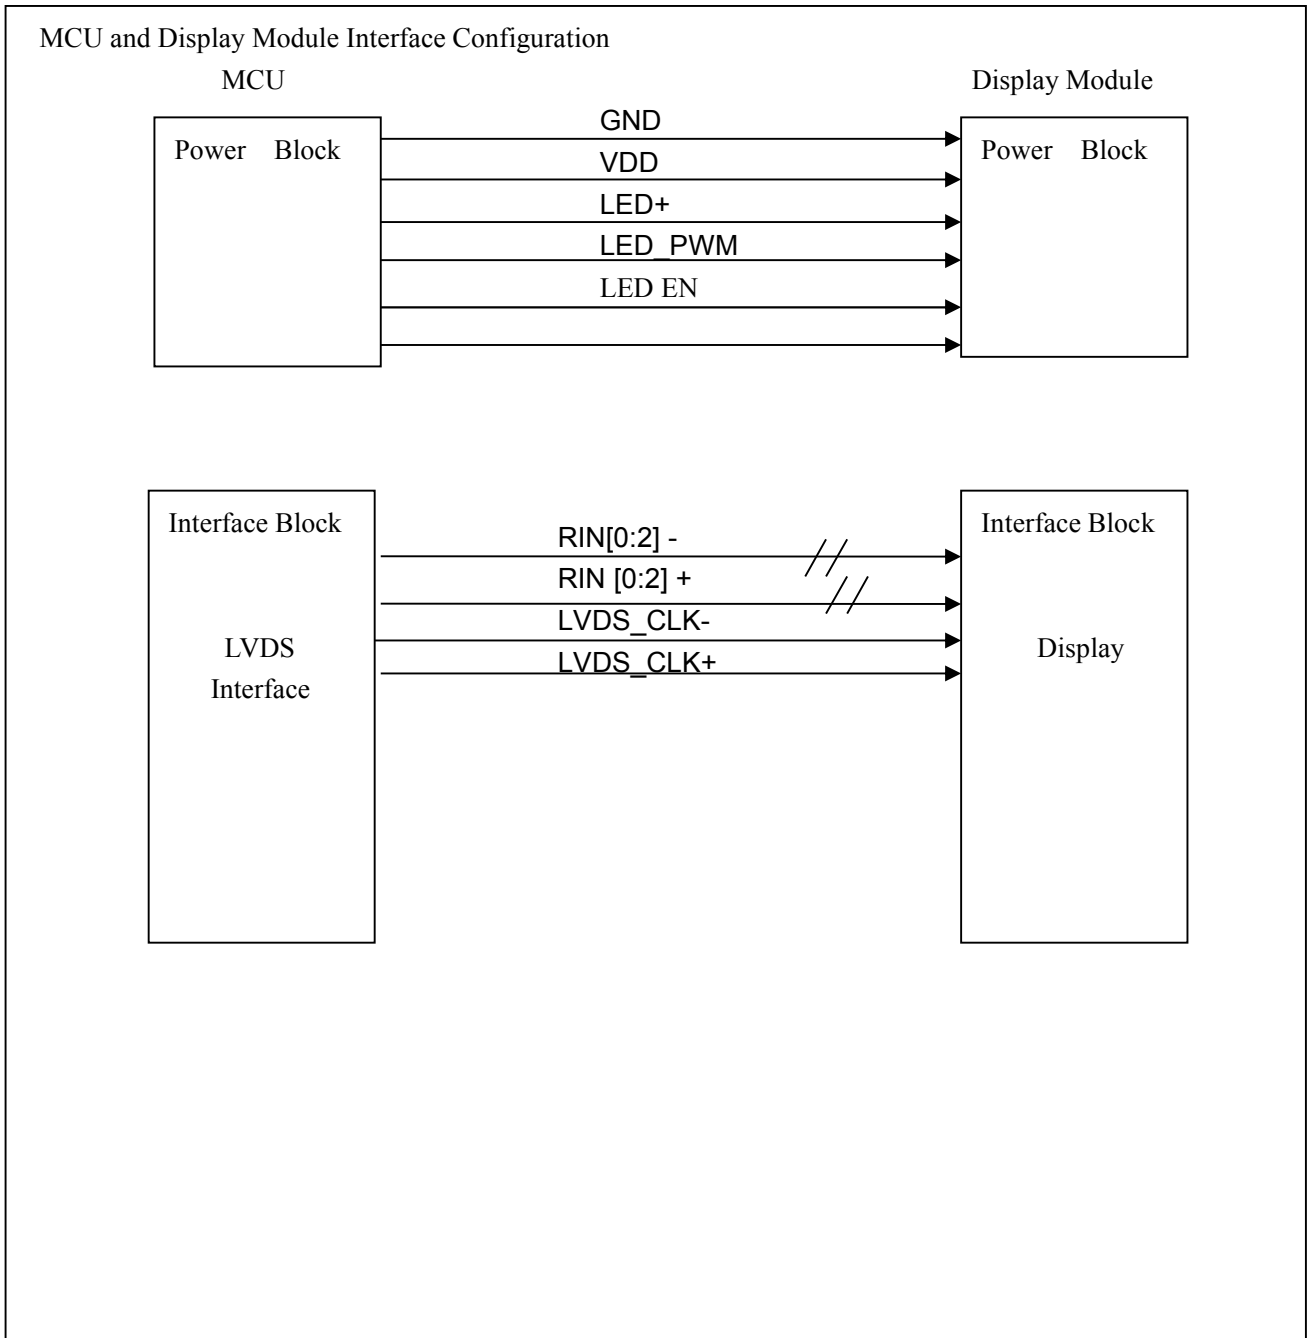 MCU and Display Module Interface Configuration
MCU
Display Module
Power Block
GND
VDD
LED+
LED_PWM
LED EN
Power Block
Interface Block
LVDS
Interface
RIN[0:2] -
RIN [0:2] +
LVDS_CLK-
LVDS_CLK+
Interface Block
Display